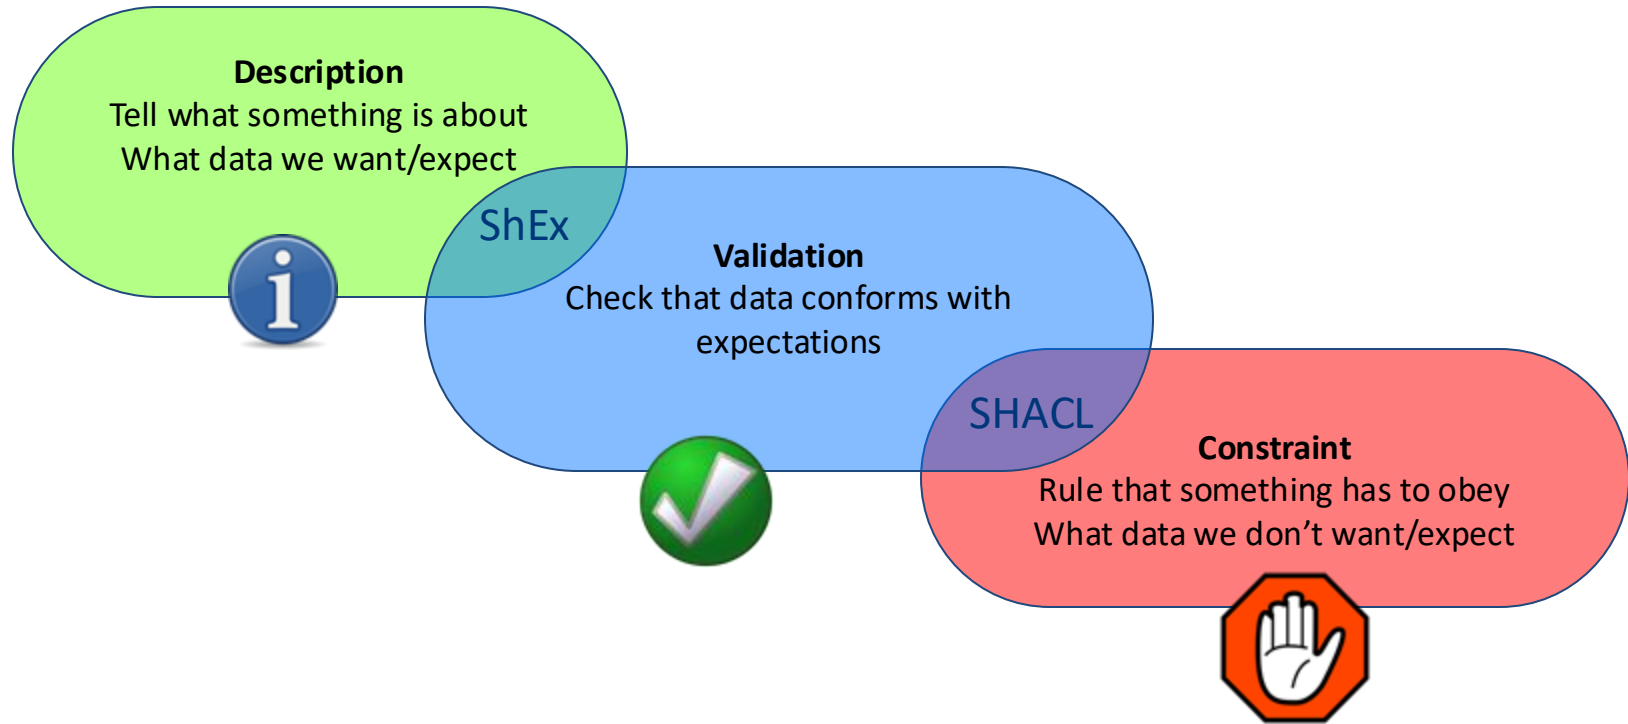 Description
Tell what something is about
What data we want/expect
ShEx
Validation
Check that data conforms with
expectations
SHACL
Constraint
Rule that something has to obey
What data we don’t want/expect